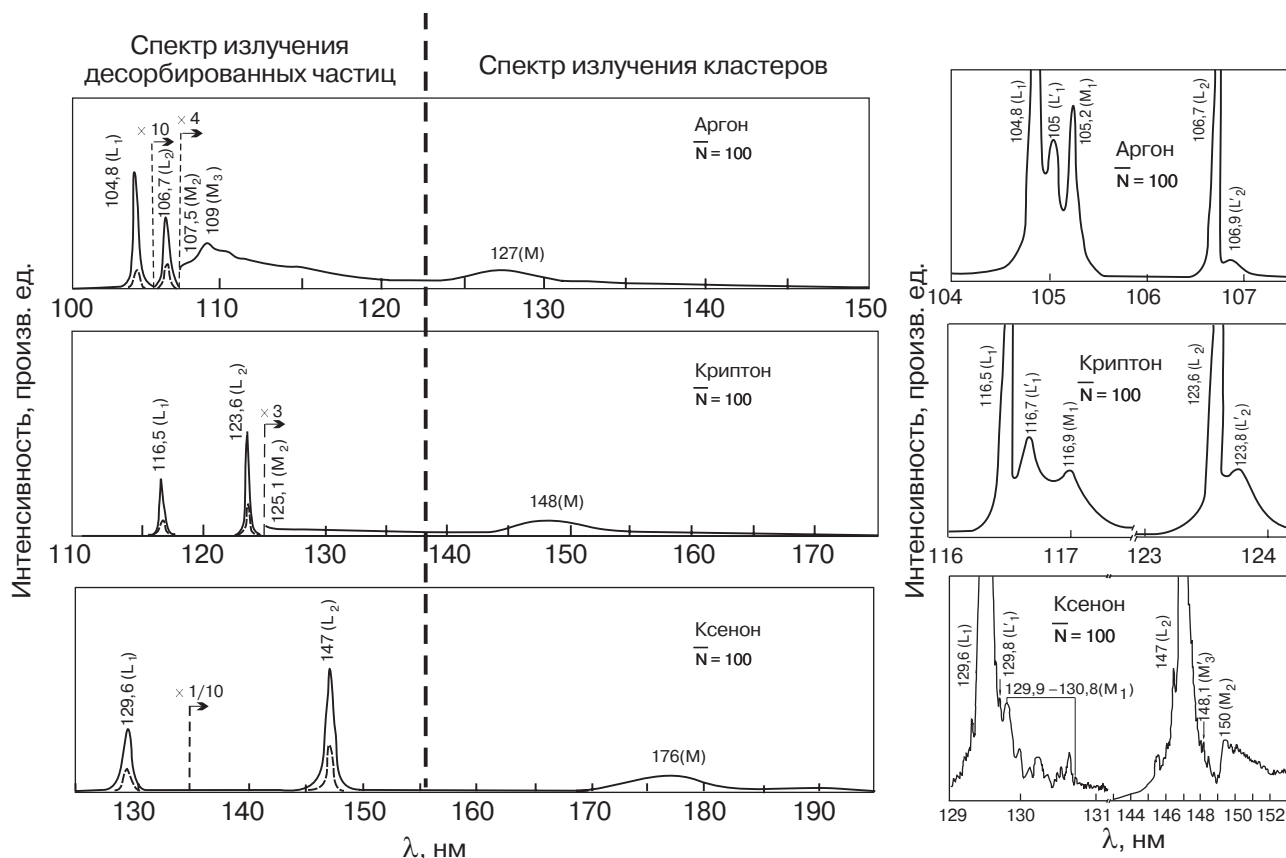 Спектр излучения
десорбированных частиц
Спектр излучения кластеров
Интенсивность, произв. ед.
104,8 (L₁)
× 10
106,7 (L₂)
× 4
107,5 (M₂)
109 (M₃)
127(M)
Аргон
N̅ = 100
100 110 120 130 140 150
116,5 (L₁)
123,6 (L₂)
× 3
125,1 (M₂)
148(M)
Криптон
N̅ = 100
110 120 130 140 150 160 170
129,6 (L₁)
× 1/10
147 (L₂)
176(M)
Ксенон
N̅ = 100
130 140 150 160 170 180 190
λ, нм
Интенсивность, произв. ед.
104,8 (L₁)
105 (L'₁)
105,2 (M₁)
106,7 (L₂)
106,9 (L'₂)
Аргон
N̅ = 100
104 105 106 107
116,5 (L₁)
116,7 (L'₁)
116,9 (M₁)
123,6 (L₂)
123,8 (L'₂)
Криптон
N̅ = 100
116 117 123 124
129,6 (L₁)
129,8 (L'₁)
129,9 – 130,8(M₁)
147 (L₂)
148,1 (M'₃)
150 (M₂)
Ксенон
N̅ = 100
129 130 131 144 146 148 150 152
λ, нм